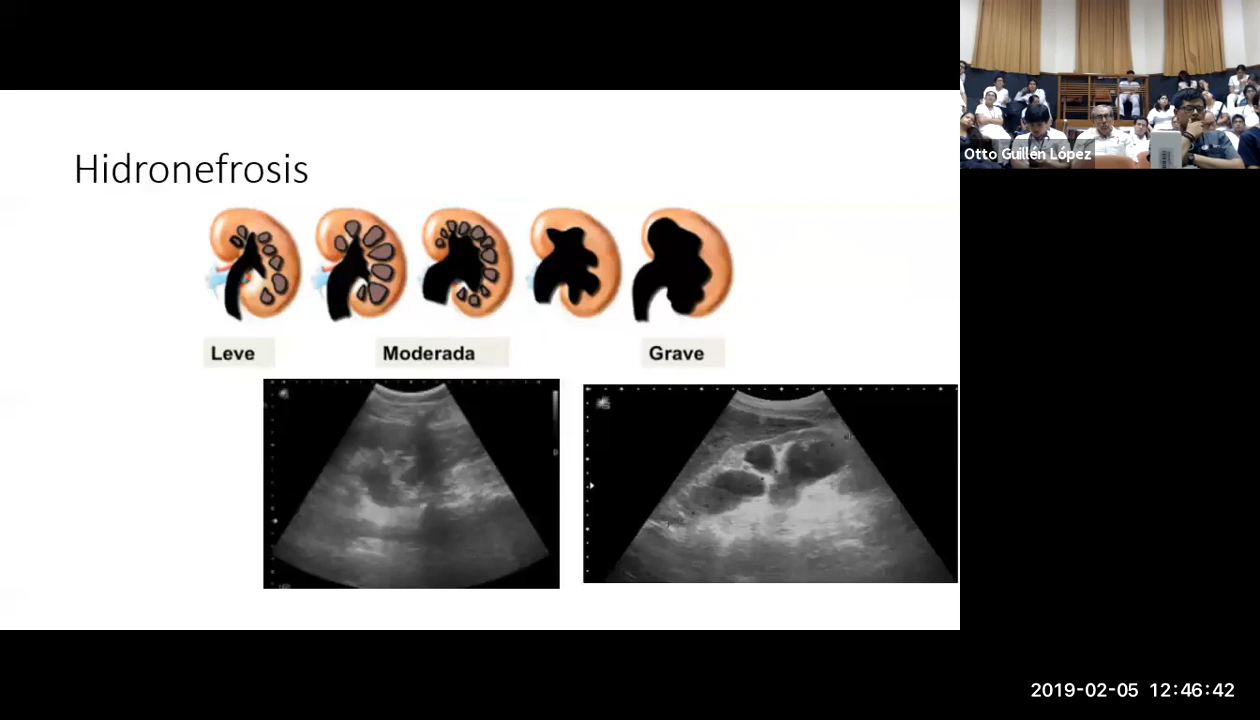 Hidronefrosis
Leve
Moderada
Grave
Otto Guillén López
2019-02-05 12:46:42